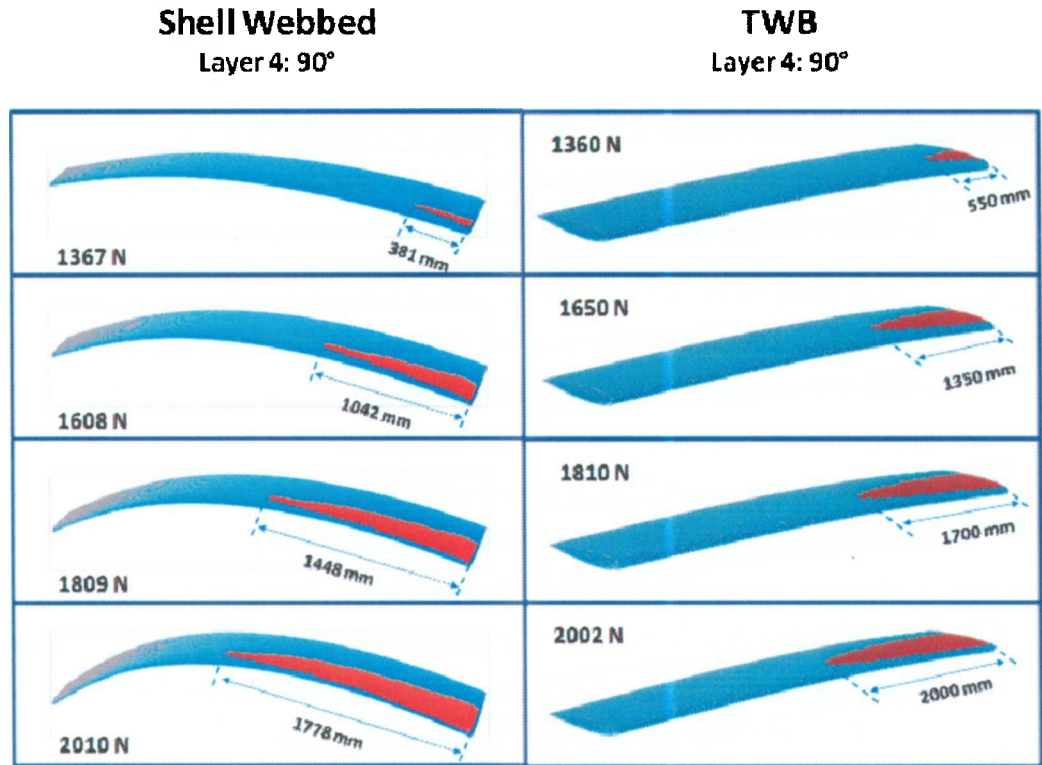 Shell Webbed
Layer 4: 90°
TWB
Layer 4: 90°
1367 N
381 mm
1360 N
550 mm
1608 N
1042 mm
1650 N
1350 mm
1809 N
1448 mm
1810 N
1700 mm
2010 N
1778 mm
2002 N
2000 mm